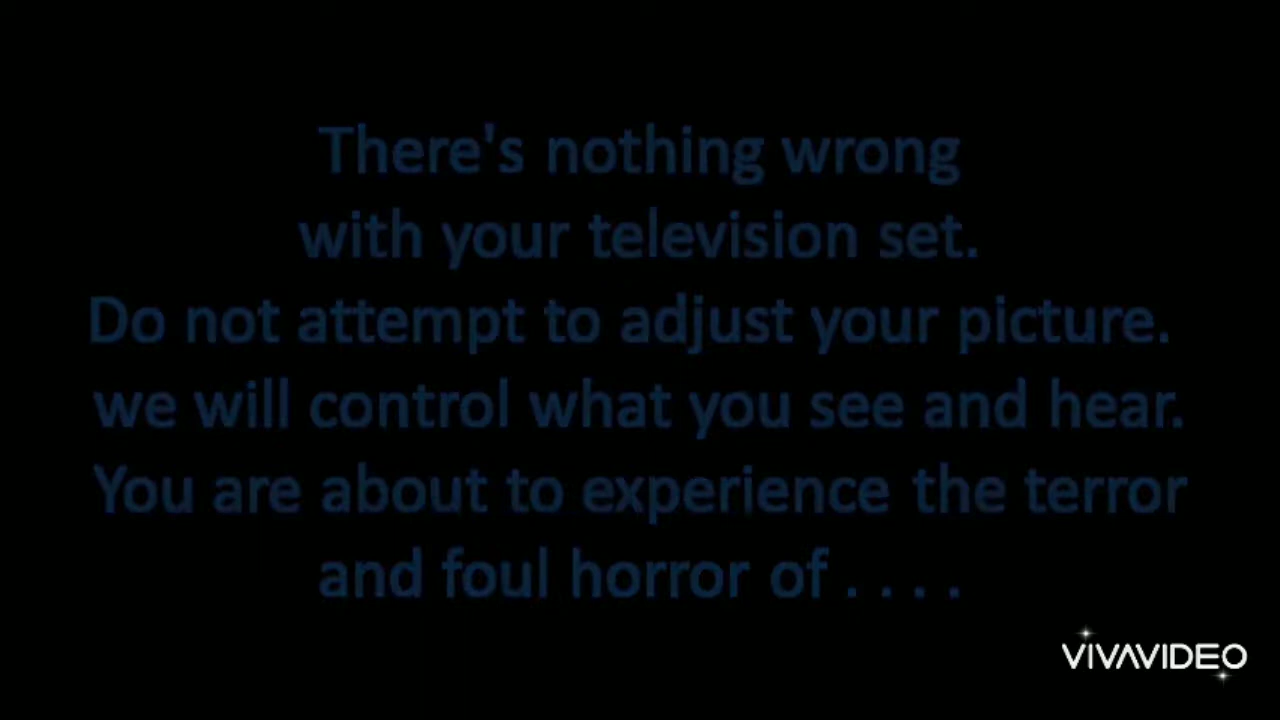 There's nothing wrong
with your television set.
Do not attempt to adjust your picture.
we will control what you see and hear.
You are about to experience the terror
and foul horror of . . . .
VIVAVIDEO